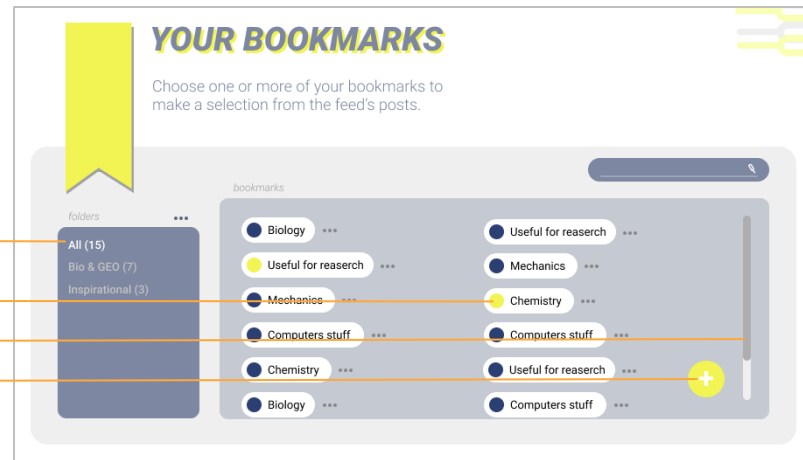 YOUR BOOKMARKS
Choose one or more of your bookmarks to
make a selection from the feed's posts.
folders
All (15)
Bio & GEO (7)
Inspirational (3)
bookmarks
Biology
Useful for reaserch
Useful for reaserch
Mechanics
Mechanics
Chemistry
Computers stuff
Computers stuff
Chemistry
Useful for reaserch
Biology
Computers stuff